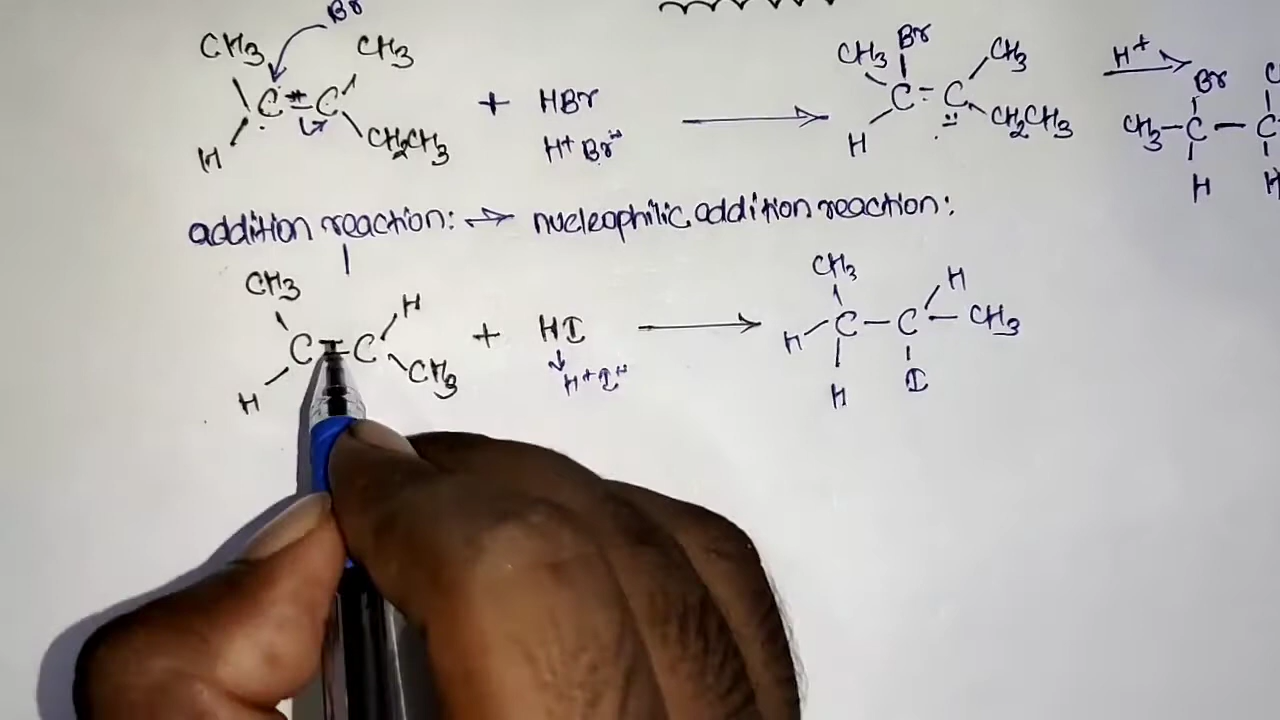 Br
CH3 CH3 Br CH3
CH3
C = C + HBr → C = C H+ → Br C
H CH2CH3 H+ Br- H CH2CH3 CH3 - C - C
H H
addition reaction: → nucleophilic addition reaction:
CH3 H CH3 H
C = C + HI → H C - C - CH3
H CH3 H+ I- H I